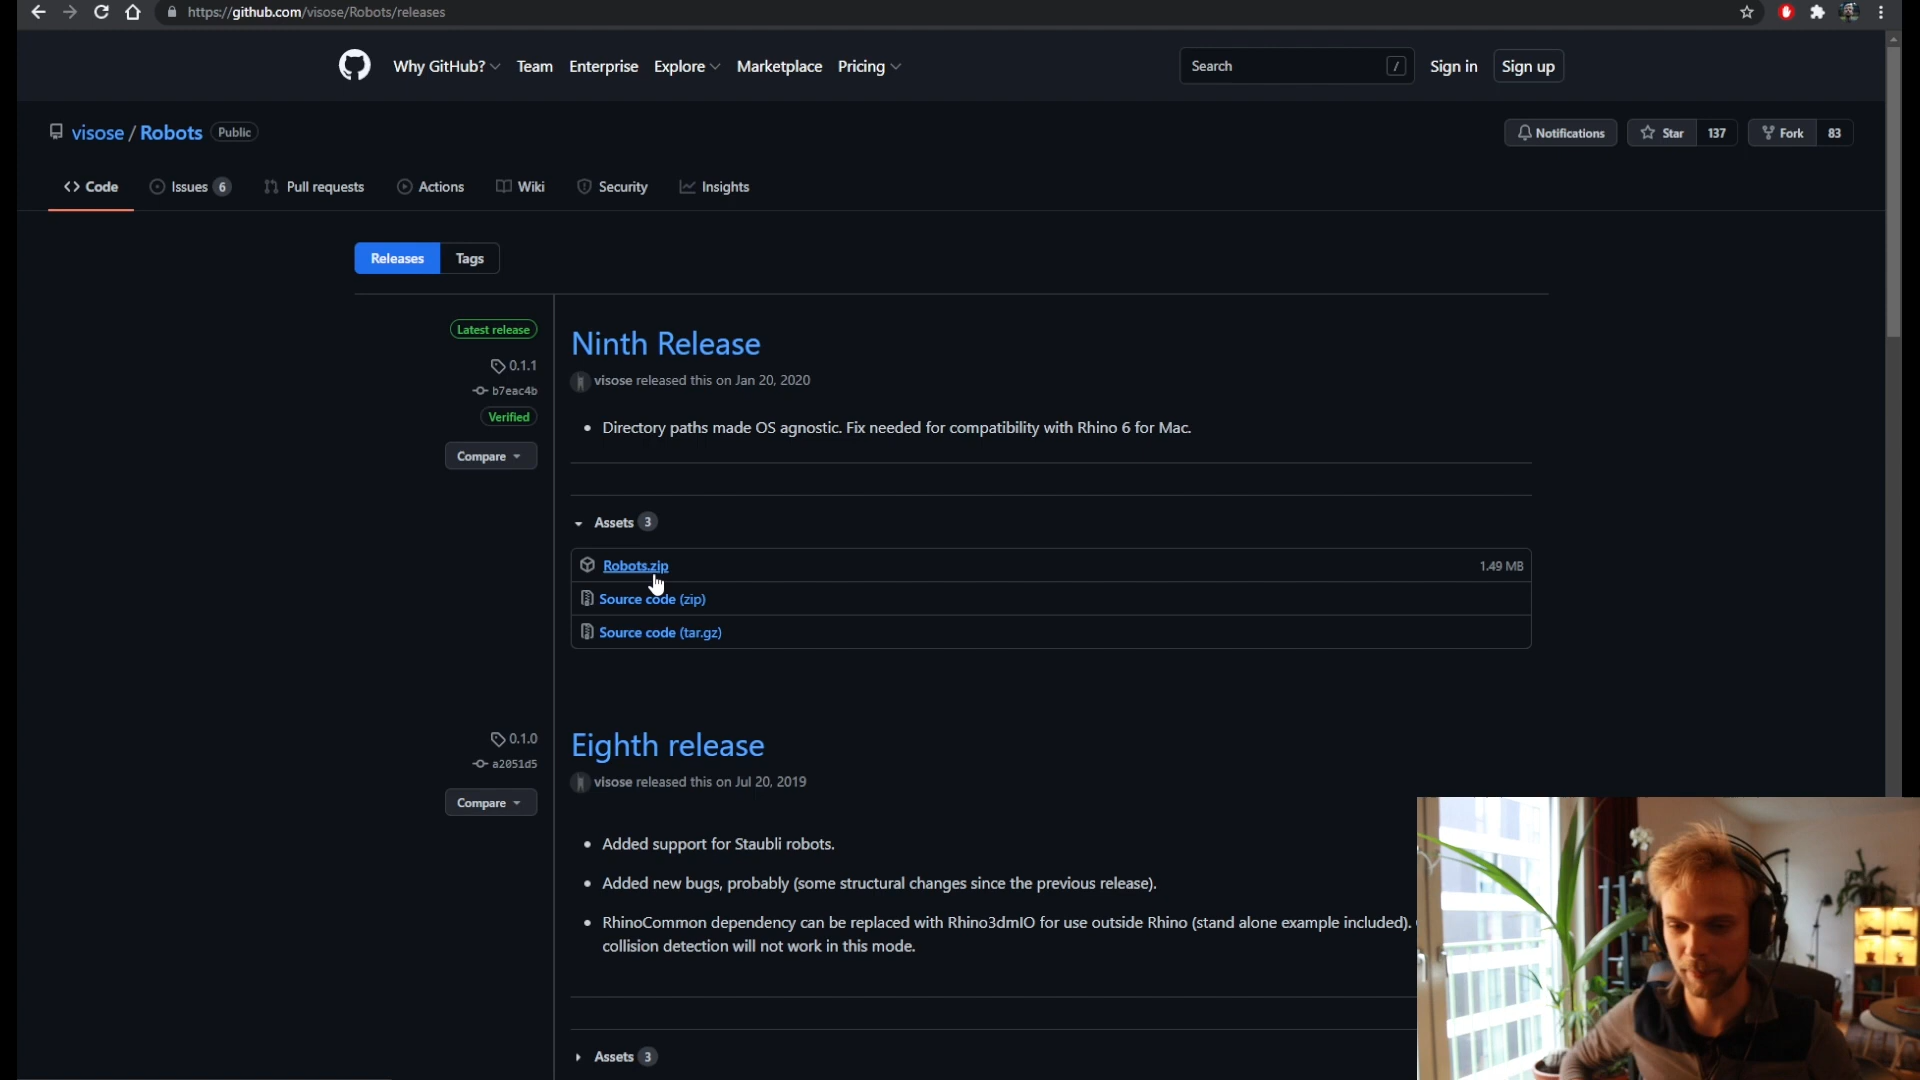 https://github.com/visose/Robots/releases
Why GitHub? Team Enterprise Explore Marketplace Pricing
Search /
Sign in Sign up
visose / Robots Public
Notifications Star 137 Fork 83
Code Issues 6 Pull requests Actions Wiki Security Insights
Releases Tags
Latest release
0.1.1
b7eac4b
Verified
Compare
Ninth Release
visose released this on Jan 20, 2020
• Directory paths made OS agnostic. Fix needed for compatibility with Rhino 6 for Mac.
Assets 3
Robots.zip 1.49 MB
Source code (zip)
Source code (tar.gz)
0.1.0
a2051d5
Compare
Eighth release
visose released this on Jul 20, 2019
• Added support for Staubli robots.
• Added new bugs, probably (some structural changes since the previous release).
• RhinoCommon dependency can be replaced with Rhino3dmIO for use outside Rhino (stand alone example included).
collision detection will not work in this mode.
Assets 3